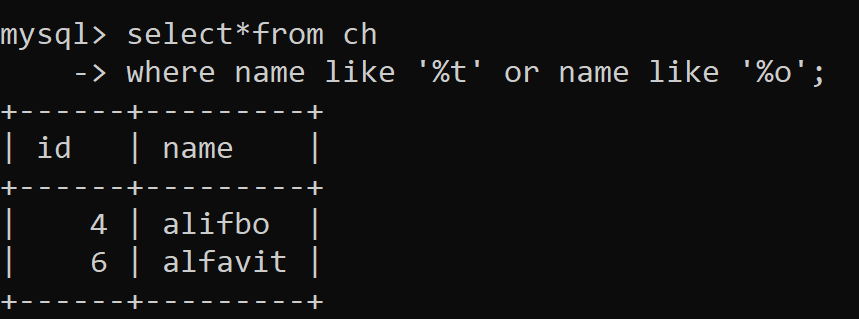 mysql> select*from ch
    -> where name like '%t' or name like '%o';
+------+---------+
| id   | name    |
+------+---------+
|    4 | alifbo  |
|    6 | alfavit |
+------+---------+